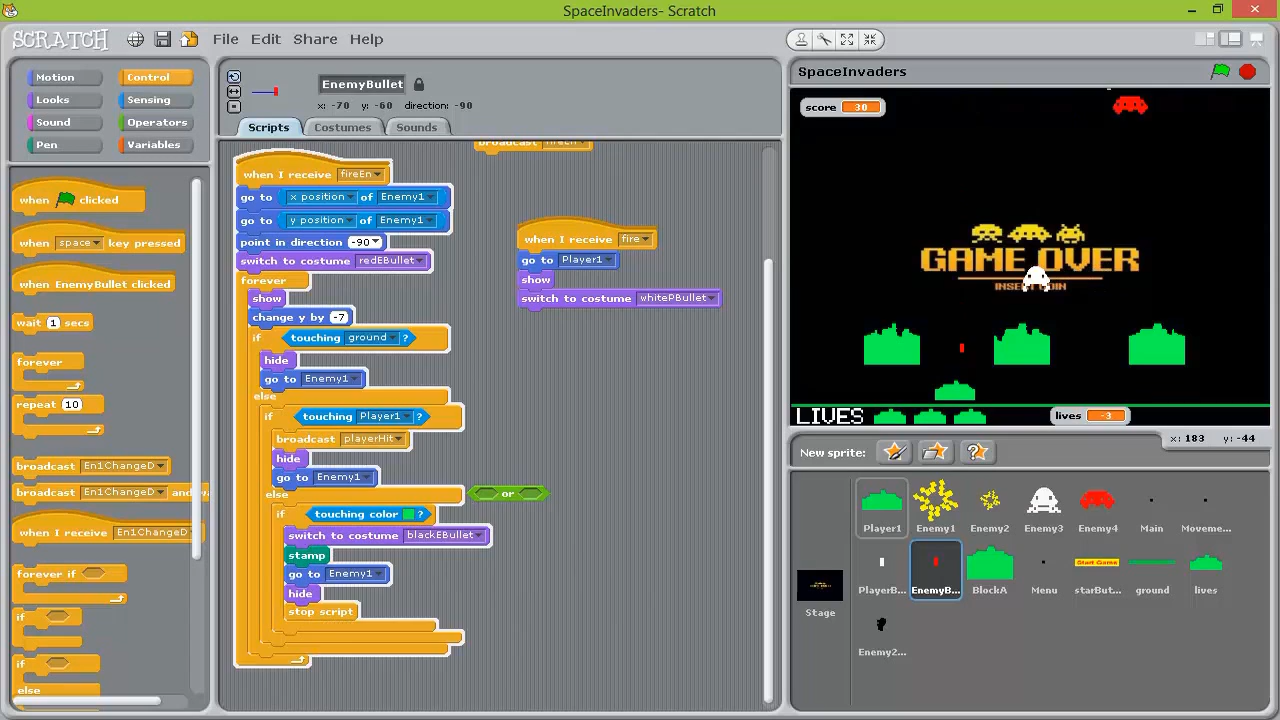 SpaceInvaders- Scratch
SCRATCH File Edit Share Help
Motion Control
Looks Sensing
Sound Operators
Pen Variables
when clicked
when space key pressed
when EnemyBullet clicked
wait 1 secs
forever
repeat 10
broadcast En1ChangeD
broadcast En1ChangeD and w
when I receive En1ChangeD
forever if
if
if
else
EnemyBullet
x: -70 y: -60 direction: -90
Scripts Costumes Sounds
when I receive fireEn
go to x position of Enemy1
go to y position of Enemy1
point in direction -90
switch to costume redEBullet
forever
show
change y by -7
if touching ground ?
hide
go to Enemy1
else
if touching Player1 ?
broadcast playerHit
hide
go to Enemy1
else
if touching color ?
switch to costume blackEBullet
stamp
go to Enemy1
hide
stop script
broadcast
when I receive fire
go to Player1
show
switch to costume whitePBullet
or
SpaceInvaders
score 30
GAME OVER
INSERT COIN
LIVES
lives -3
x: 183 y: -44
New sprite:
Player1 Enemy1 Enemy2 Enemy3 Enemy4 Main Moveme...
PlayerB... EnemyB... BlockA Menu starBut... ground lives
Start Game
Enemy2...
Stage